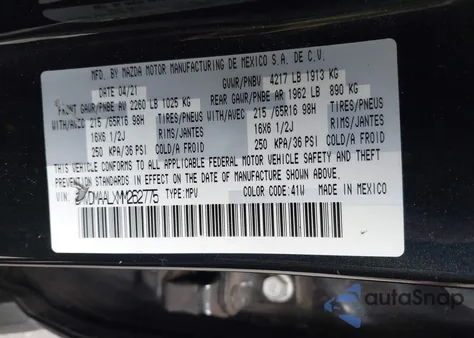 MFD. BY MAZDA MOTOR MANUFACTURING DE MEXICO S.A. DE C.V.
DATE 04/21 GVWR/PNBV 4217 LB 1913 KG
FRONT GAWR/PNBE AV 2260 LB 1025 KG REAR GAWR/PNBE AR 1962 LB 890 KG
WITH/AVEC 215 /65R16 98H TIRES/PNEUS WITH/AVEC 215 /65R16 98H TIRES/PNEUS
16X6 1/2J RIMS/JANTES 16X6 1/2J RIMS/JANTES
250 KPA/36 PSI COLD/A FROID 250 KPA/36 PSI COLD/A FROID
THIS VEHICLE CONFORMS TO ALL APPLICABLE FEDERAL MOTOR VEHICLE SAFETY AND THEFT
PREVENTION STANDARDS IN EFFECT ON THE DATE OF MANUFACTURE SHOWN ABOVE.
VIN: TYPE:MPV COLOR CODE:41W MADE IN MEXICO
autoSnap